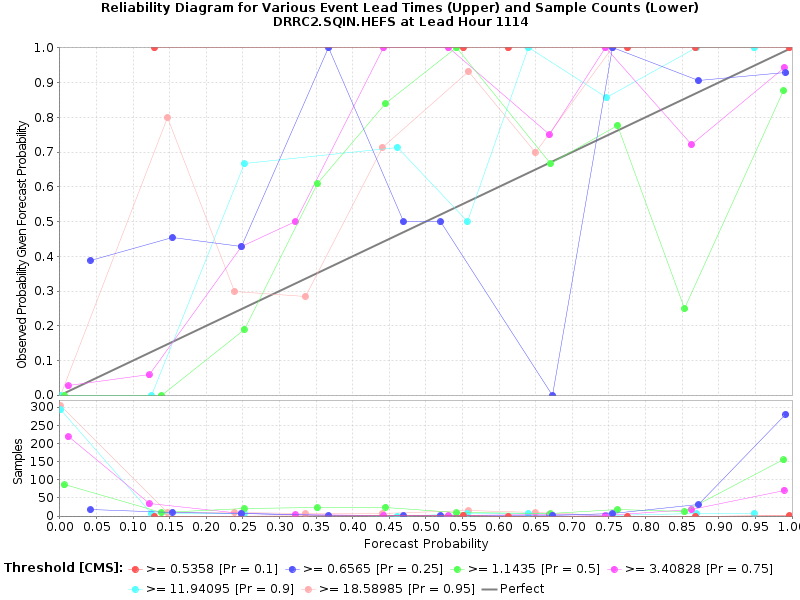 Reliability Diagram for Various Event Lead Times (Upper) and Sample Counts (Lower)
DRRC2.SQIN.HEFS at Lead Hour 1114
Observed Probability Given Forecast Probability
1.0
0.9
0.8
0.7
0.6
0.5
0.4
0.3
0.2
0.1
0.0
Samples
300
250
200
150
100
50
0
0.00 0.05 0.10 0.15 0.20 0.25 0.30 0.35 0.40 0.45 0.50 0.55 0.60 0.65 0.70 0.75 0.80 0.85 0.90 0.95 1.0
Forecast Probability
Threshold [CMS]: >= 0.5358 [Pr = 0.1] >= 0.6565 [Pr = 0.25] >= 1.1435 [Pr = 0.5] >= 3.40828 [Pr = 0.75]
>= 11.94095 [Pr = 0.9] >= 18.58985 [Pr = 0.95] Perfect